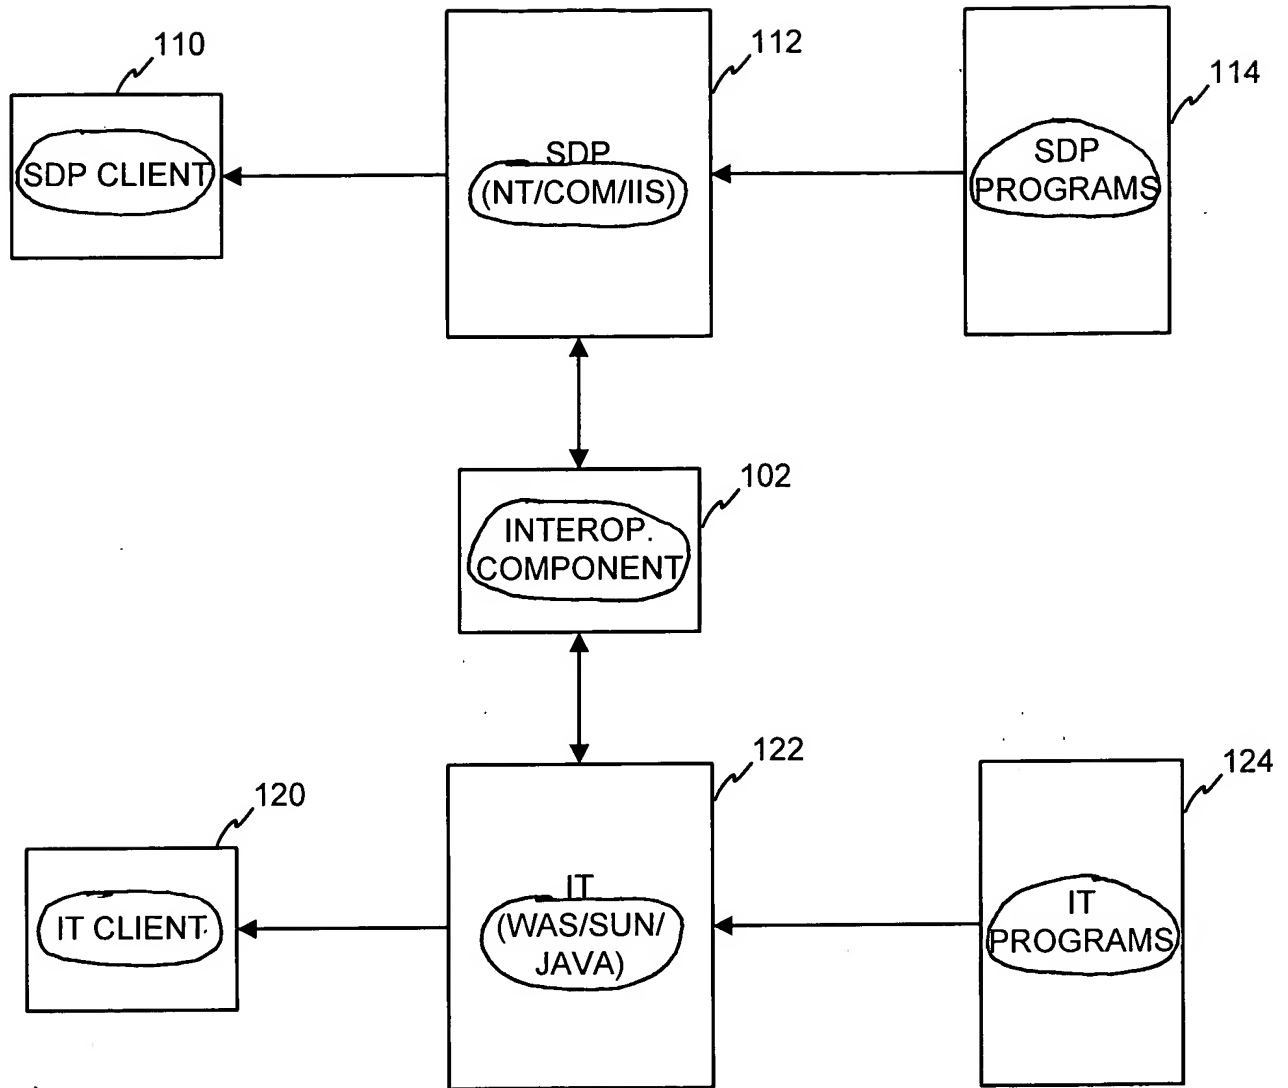 110
112
114
SDP CLIENT
SDP
(NT/COM/IIS)
SDP
PROGRAMS
102
INTEROP.
COMPONENT
122
120
124
IT CLIENT
IT
(WAS/SUN/
JAVA)
IT
PROGRAMS